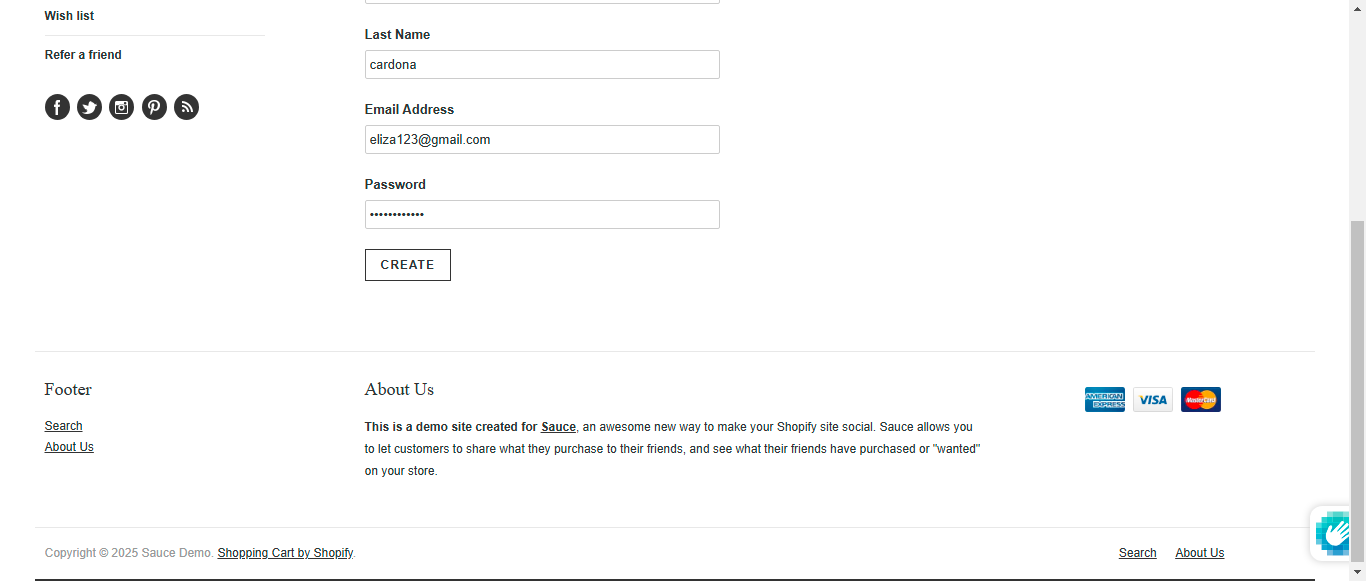 Wish list
Refer a friend
Last Name
cardona
Email Address
eliza123@gmail.com
Password
••••••••••••
CREATE
Footer
Search
About Us
About Us
This is a demo site created for Sauce, an awesome new way to make your Shopify site social. Sauce allows you
to let customers to share what they purchase to their friends, and see what their friends have purchased or "wanted"
on your store.
AMERICAN
EXPRESS
VISA
MasterCard
Copyright © 2025 Sauce Demo. Shopping Cart by Shopify.
Search About Us